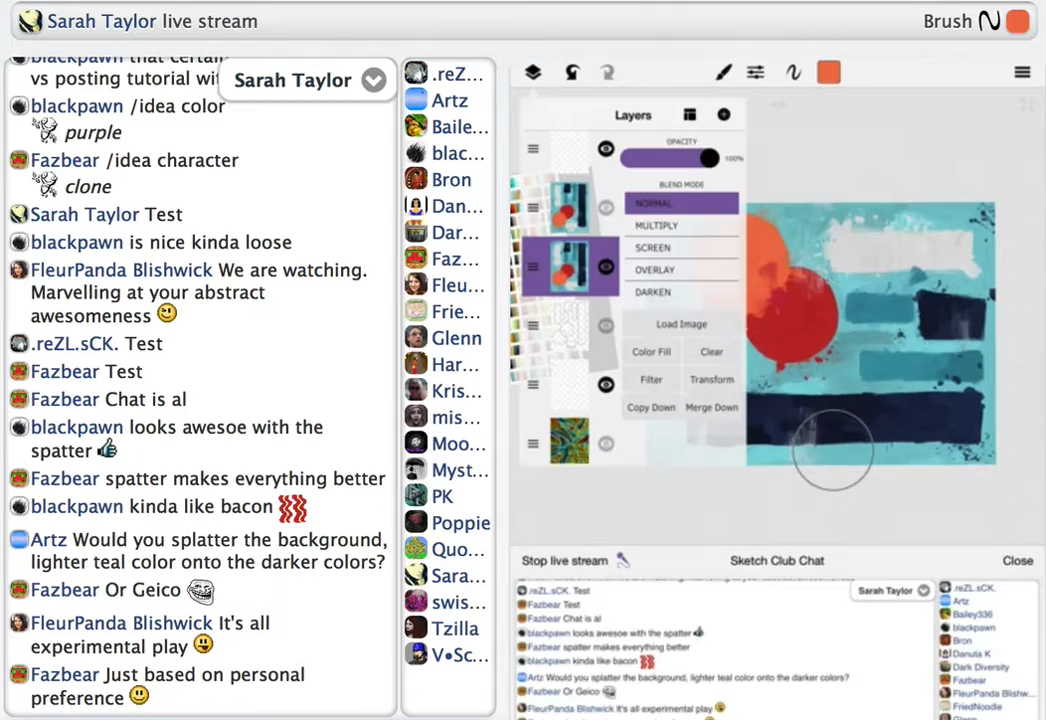 Sarah Taylor live stream
Brush
blackpawn that certai
vs posting tutorial wit
Sarah Taylor
blackpawn /idea color
purple
Fazbear /idea character
clone
Sarah Taylor Test
blackpawn is nice kinda loose
FleurPanda Blishwick We are watching.
Marvelling at your abstract
awesomeness
.reZL.sCK. Test
Fazbear Test
Fazbear Chat is al
blackpawn looks awesoe with the
spatter
Fazbear spatter makes everything better
blackpawn kinda like bacon
Artz Would you splatter the background,
lighter teal color onto the darker colors?
Fazbear Or Geico
FleurPanda Blishwick It's all
experimental play
Fazbear Just based on personal
preference
.reZ...
Artz
Baile...
blac...
Bron
Dan...
Dar...
Faz...
Fleu...
Frie...
Glenn
Har...
Kris...
mis...
Moo...
Myst...
PK
Poppie
Quo...
Sara...
swis...
Tzilla
V•Sc...
Layers
OPACITY
100%
BLEND MODE
NORMAL
MULTIPLY
SCREEN
OVERLAY
DARKEN
Load Image
Color Fill Clear
Filter Transform
Copy Down Merge Down
Stop live stream Sketch Club Chat Close
.reZL.sCK. Test
Fazbear Test
Fazbear Chat is al
blackpawn looks awesoe with the spatter
Fazbear spatter makes everything better
blackpawn kinda like bacon
Artz Would you splatter the background, lighter teal color onto the darker colors?
Fazbear Or Geico
FleurPanda Blishwick It's all experimental play
Sarah Taylor
.reZL.sCK.
Artz
Bailey336
blackpawn
Bron
Danuta K
Dark Diversity
Fazbear
FleurPanda Blishw...
FriedNoodle
Glenn